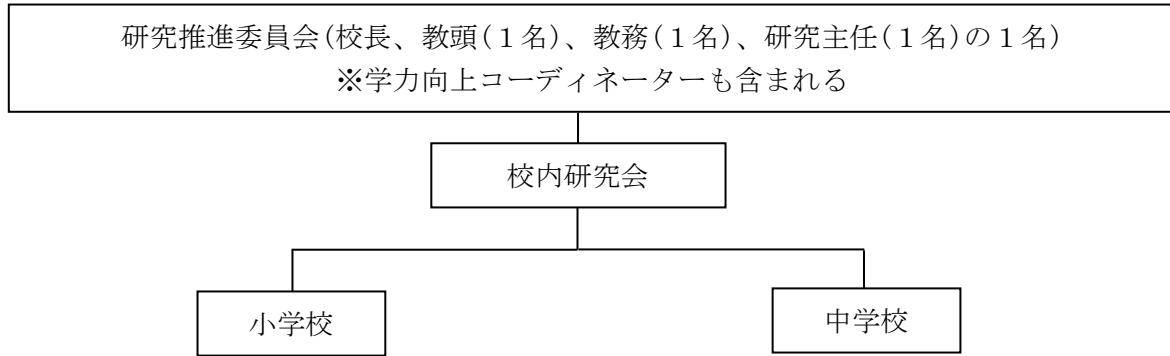 研究推進委員会(校長、教頭(１名)、教務(１名)、研究主任(１名)の１名)
※学力向上コーディネーターも含まれる
校内研究会
小学校
中学校